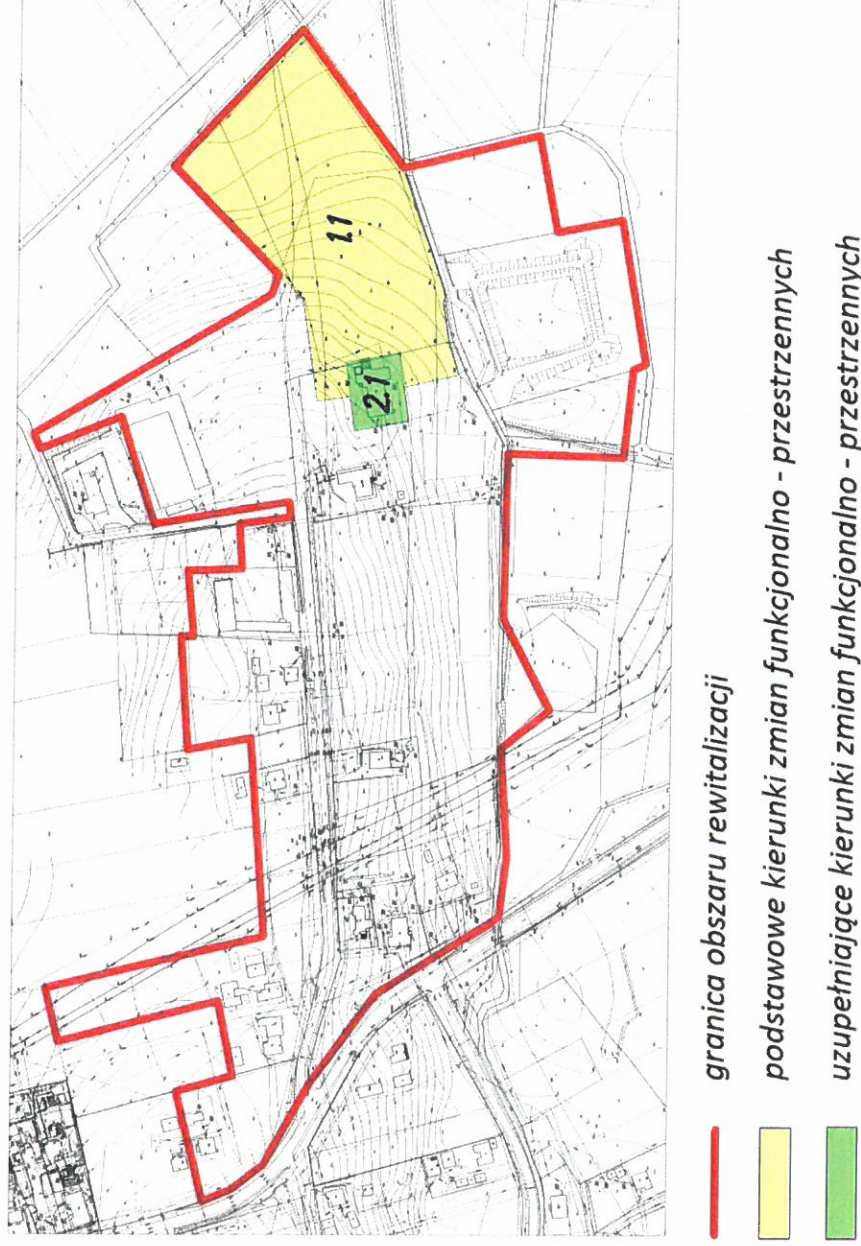 1.1
2.1
granica obszaru rewitalizacji
podstawowe kierunki zmian funkcjonalno - przestrzennych
uzupełniające kierunki zmian funkcjonalno - przestrzennych